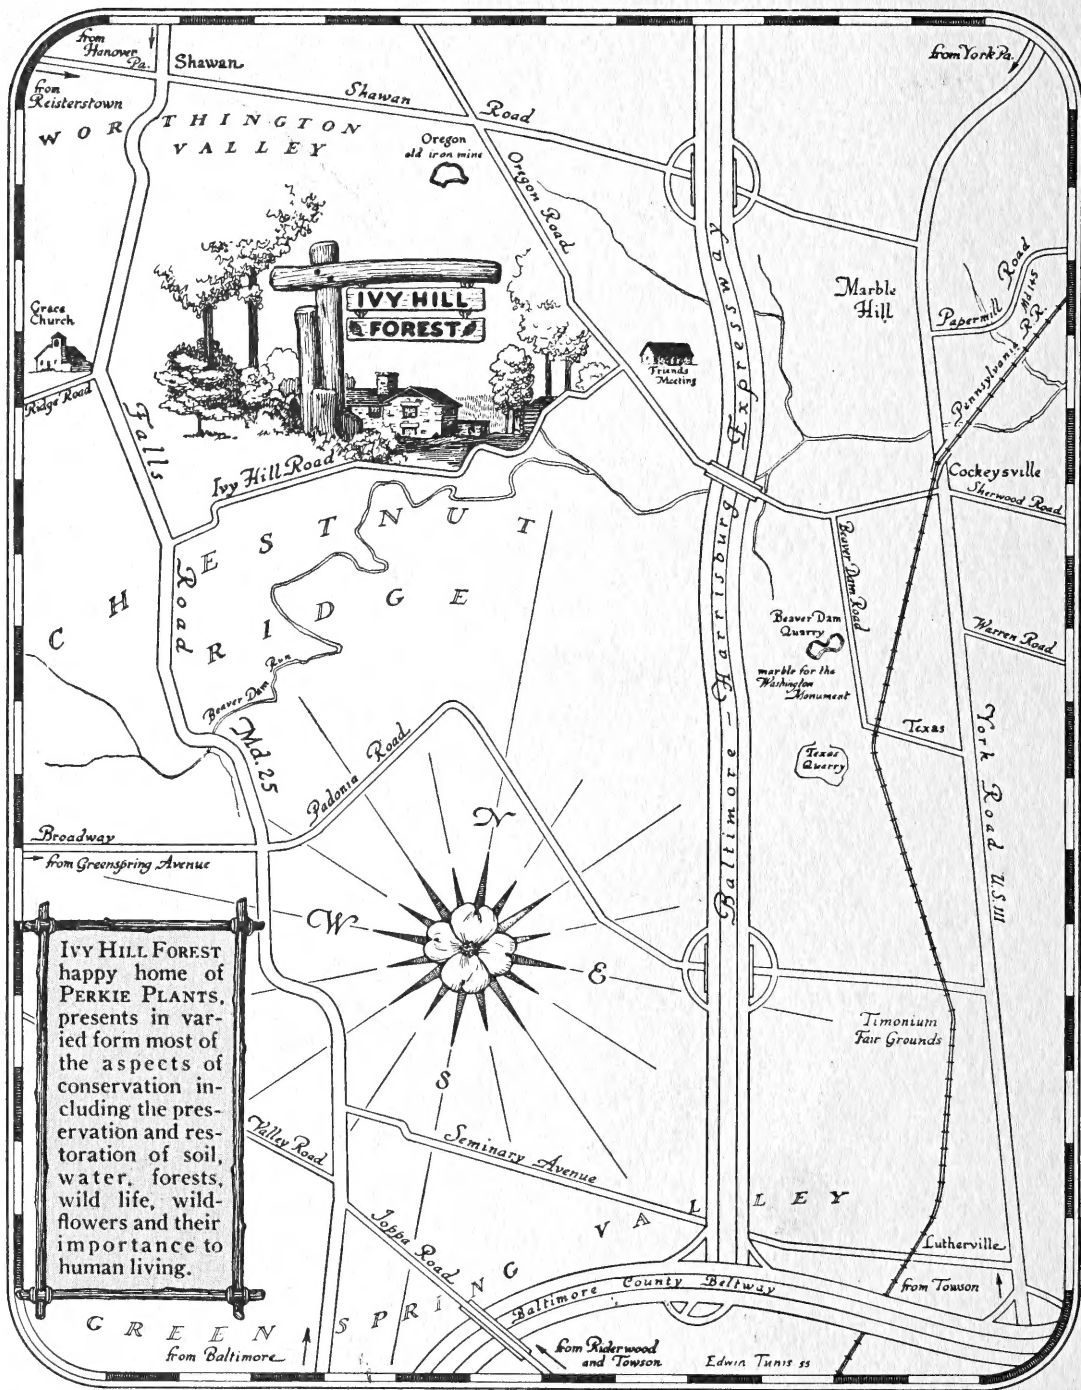 from
Hanover
Pa.
Shawan
from York Pa.
from
Reisterstown
Shawan Road
WORTHINGTON
VALLEY
Oregon
old iron mine
Oregon Road
IVY HILL
FOREST
Grace
Church
Ridge Road
Friends
Meeting
Marble
Hill
Papermill Road
Md 145
Pennsylvania R.R.
Falls Road
Md. 25
Ivy Hill Road
Cockeysville
Sherwood Road
CHESTNUT
RIDGE
Beaver Dam Road
Beaver Dam
Quarry
marble for the
Washington
Monument
Warren Road
Beaver Dam Run
Baltimore – Harrisburg Expressway
Texas
Texas
Quarry
York Road U.S. 111
Padonia Road
Broadway
from Greenspring Avenue
N
W
E
S
Timonium
Fair Grounds
IVY HILL FOREST
happy home of
PERKIE PLANTS,
presents in var-
ied form most of
the aspects of
conservation in-
cluding the pres-
ervation and res-
toration of soil,
water, forests,
wild life, wild-
flowers and their
importance to
human living.
Valley Road
Seminary Avenue
Joppa Road
GREEN SPRING VALLEY
Lutherville
Baltimore County Beltway
from Towson
from Baltimore
from Riderwood
and Towson
Edwin Tunis 55